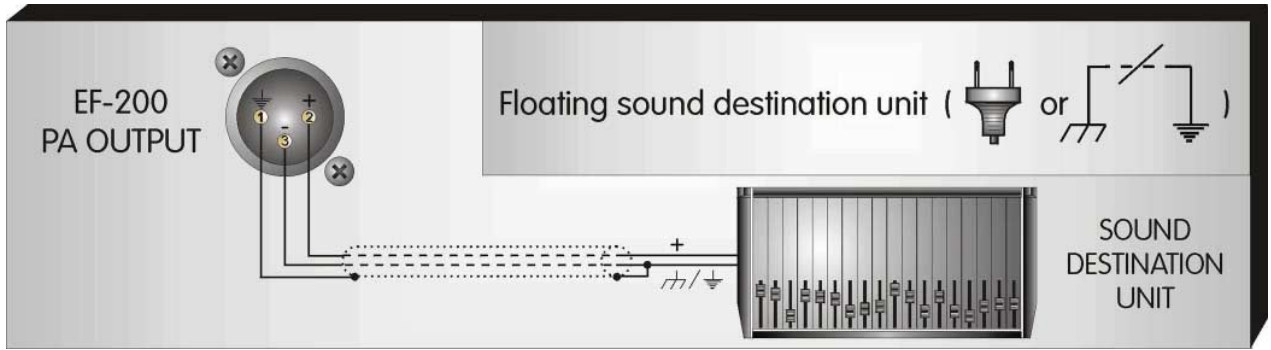 EF-200
PA OUTPUT
+
1
-
2
3
Floating sound destination unit ( or )
+
/
SOUND
DESTINATION
UNIT